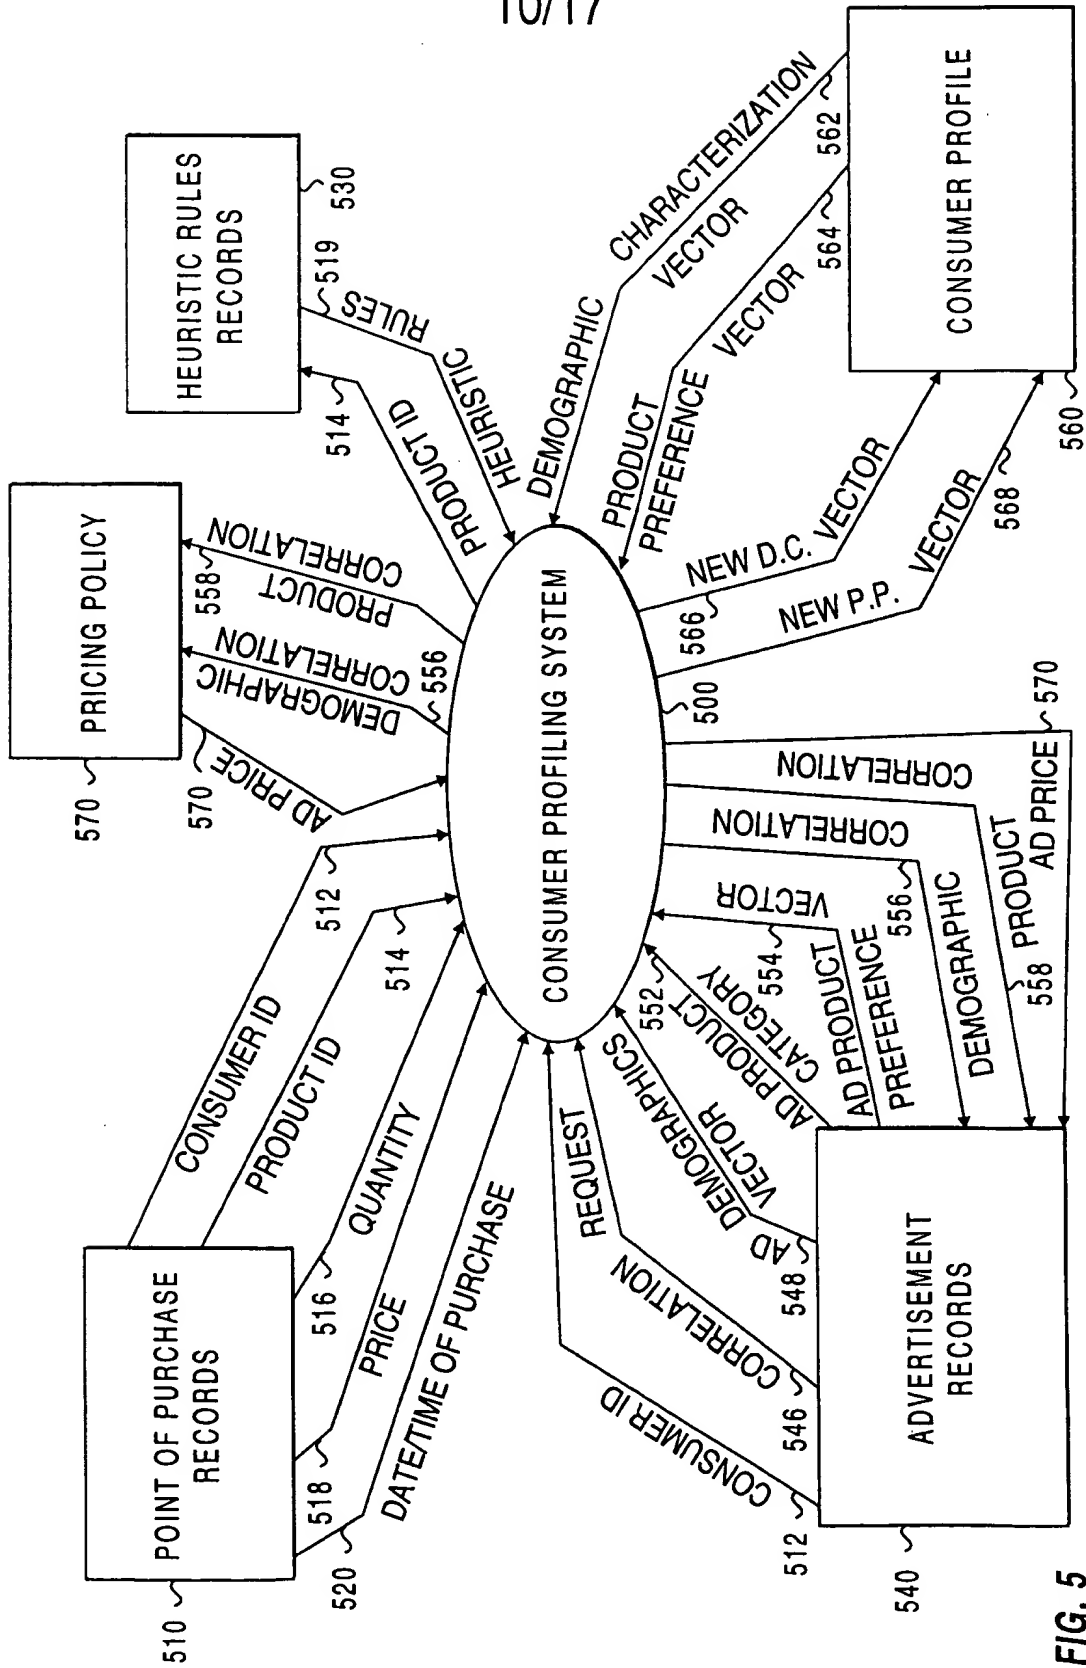 10/17
POINT OF PURCHASE
RECORDS
510
CONSUMER ID
512
PRODUCT ID
514
QUANTITY
516
PRICE
518
DATE/TIME OF PURCHASE
520
PRICING POLICY
570
AD PRICE
570
DEMOGRAPHIC
CORRELATION
556
PRODUCT
CORRELATION
558
HEURISTIC RULES
RECORDS
530
PRODUCT ID
514
HEURISTIC
RULES
519
CONSUMER PROFILING SYSTEM
500
DEMOGRAPHIC
CHARACTERIZATION
VECTOR
562
PRODUCT
PREFERENCE
VECTOR
564
NEW D.C.
VECTOR
566
NEW P.P.
VECTOR
568
CONSUMER PROFILE
560
ADVERTISEMENT
RECORDS
540
CONSUMER ID
512
CORRELATION
REQUEST
546
AD DEMOGRAPHICS
VECTOR
548
AD PRODUCT
CATEGORY
552
AD PRODUCT
PREFERENCE
VECTOR
554
DEMOGRAPHIC
CORRELATION
556
PRODUCT
CORRELATION
558
AD PRICE
570
FIG. 5